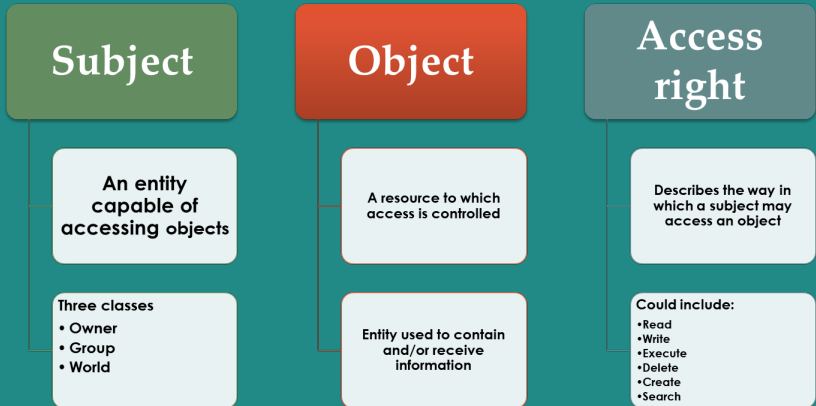 Subject
An entity
capable of
accessing objects
Three classes
• Owner
• Group
• World
Object
A resource to which
access is controlled
Entity used to contain
and/or receive
information
Access
right
Describes the way in
which a subject may
access an object
Could include:
•Read
•Write
•Execute
•Delete
•Create
•Search